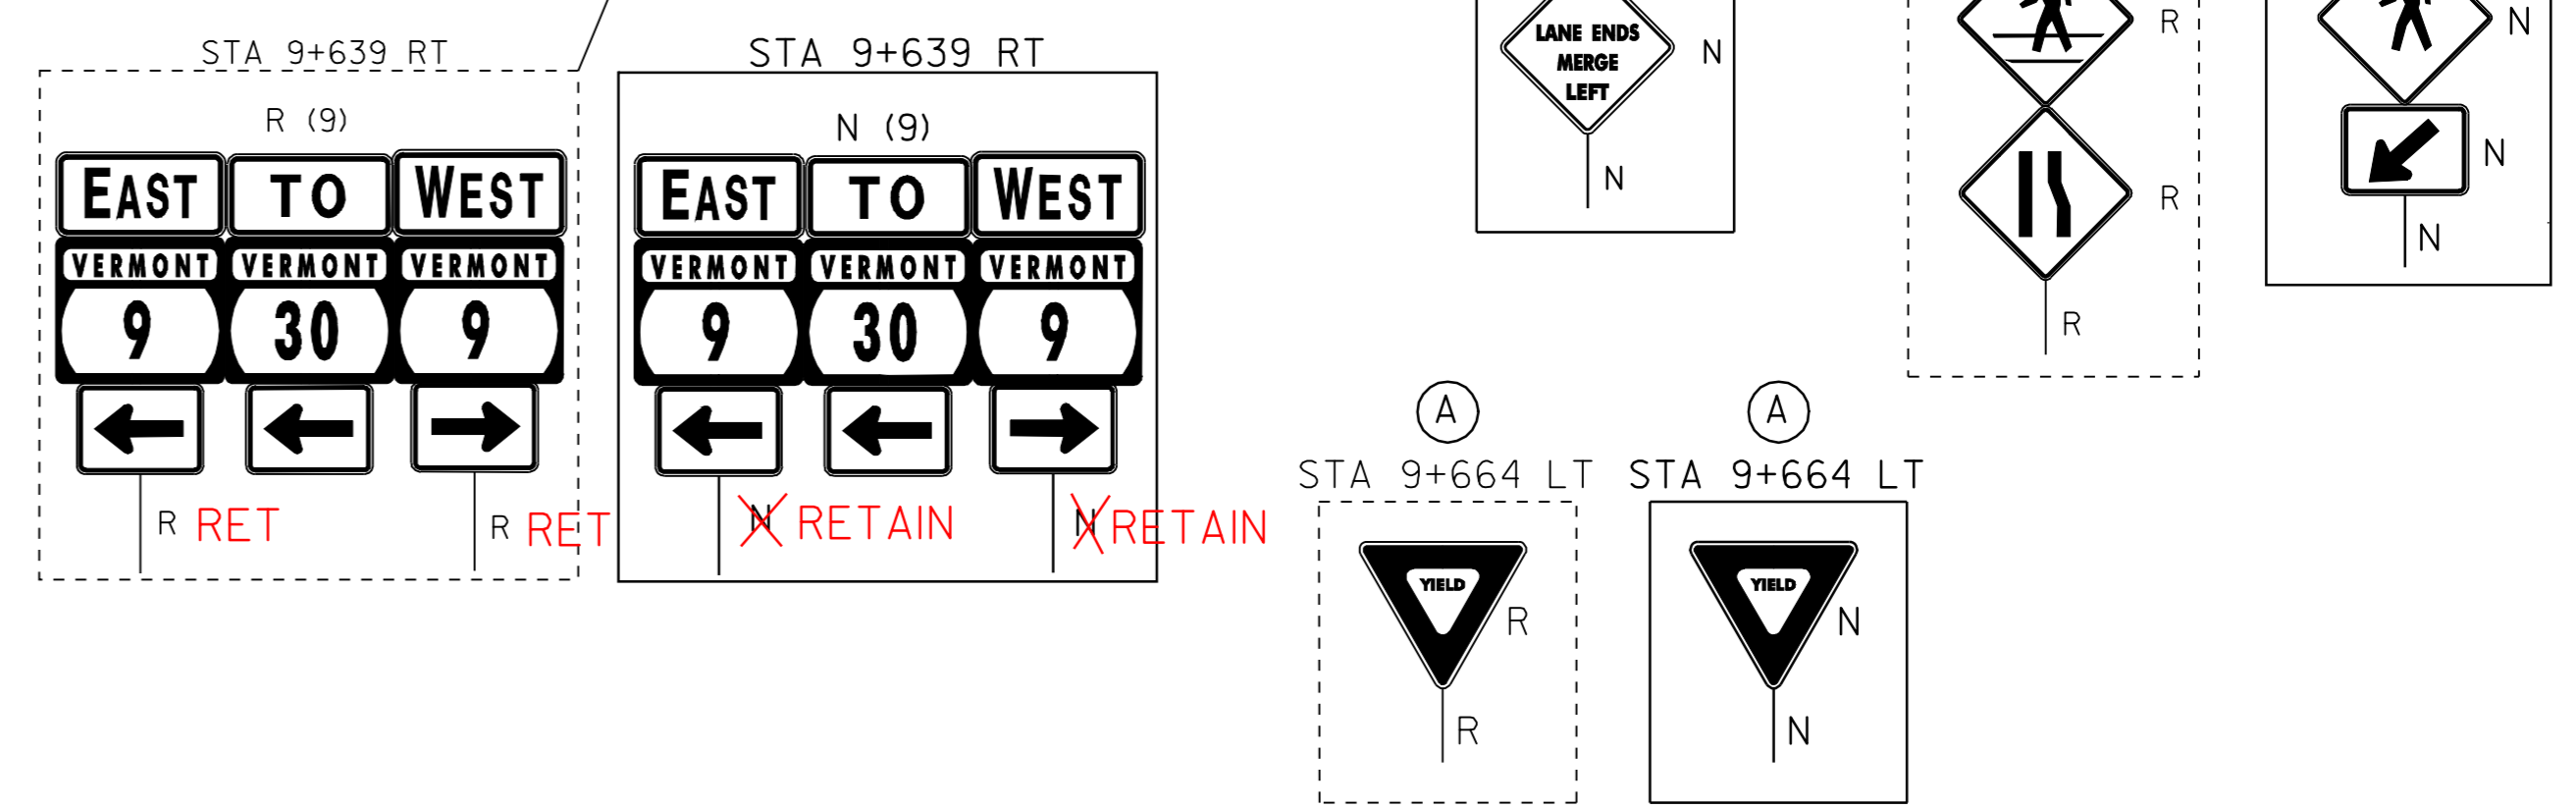 STA 9+639 RT
R (9)
EAST TO WEST
VERMONT VERMONT VERMONT
9 30 9
R RET R RET
STA 9+639 RT
N (9)
EAST TO WEST
VERMONT VERMONT VERMONT
9 30 9
N RETAIN N RETAIN
LANE ENDS
MERGE
LEFT
N
N
R
R
R
N
N
N
A
STA 9+664 LT
YIELD
R
R
A
STA 9+664 LT
YIELD
N
N